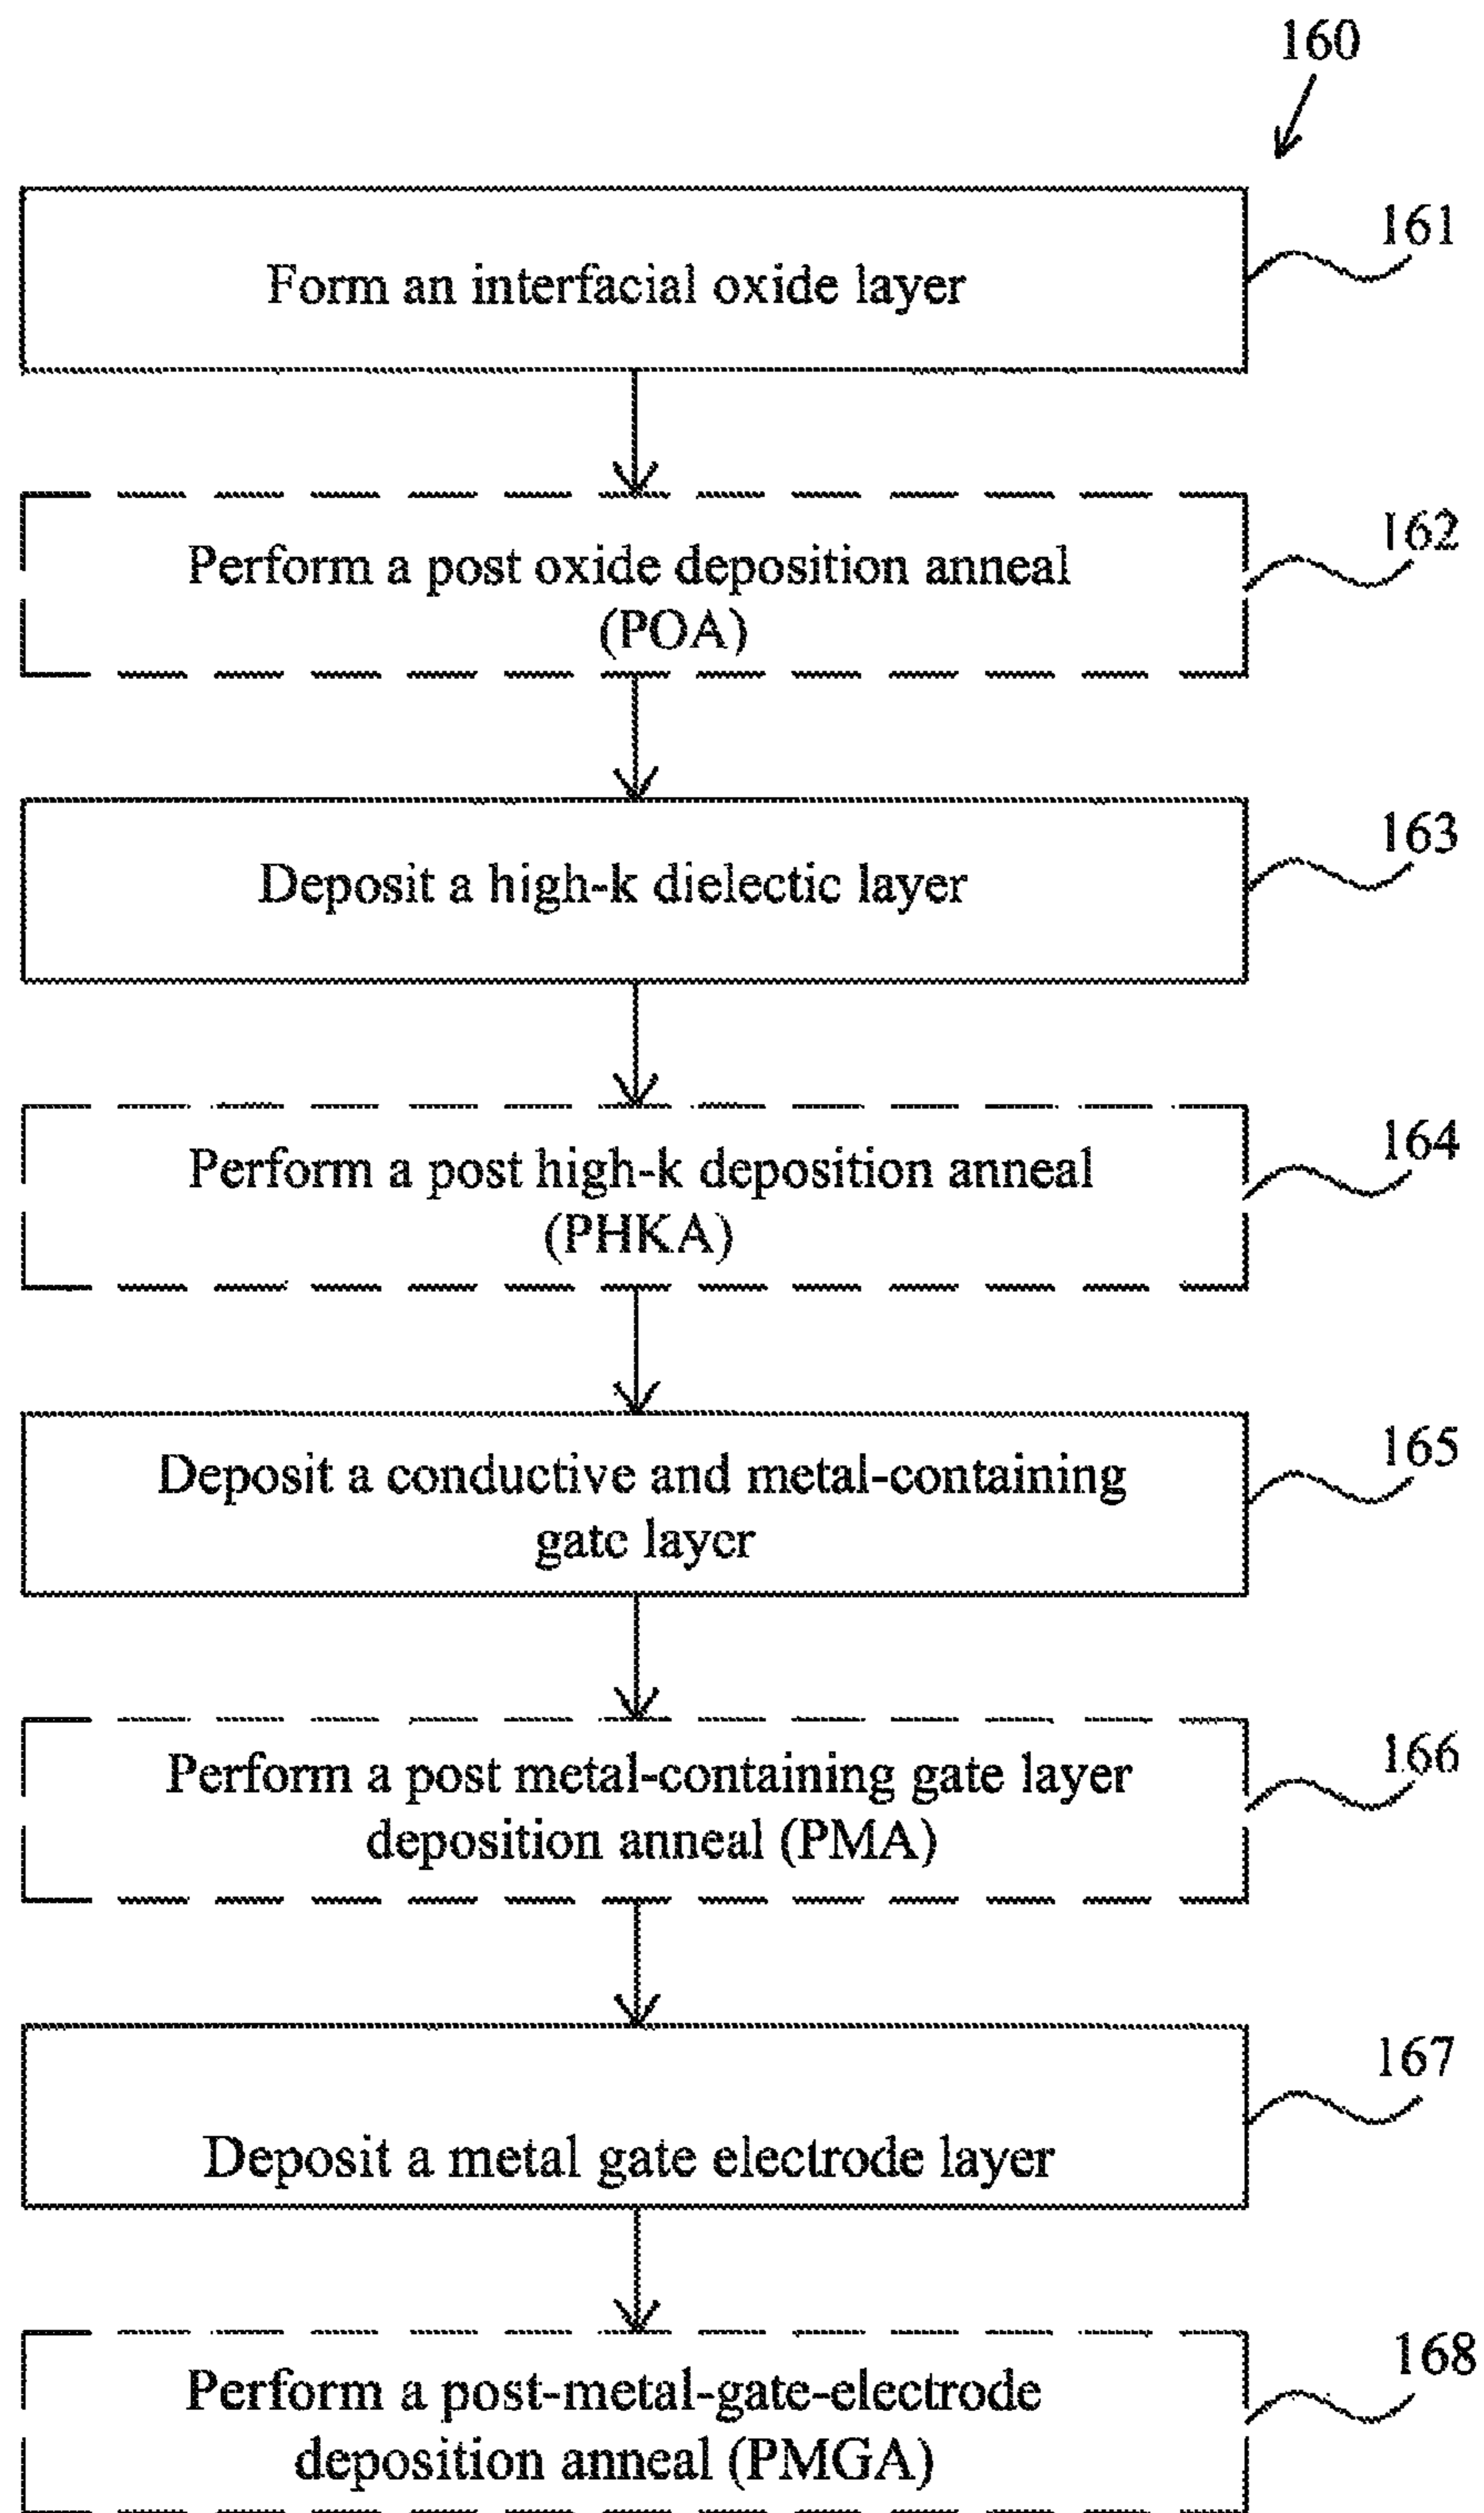 160
Form an interfacial oxide layer
161
Perform a post oxide deposition anneal
(POA)
162
Deposit a high-k dielectic layer
163
Perform a post high-k deposition anneal
(PHKA)
164
Deposit a conductive and metal-containing
gate layer
165
Perform a post metal-containing gate layer
deposition anneal (PMA)
166
Deposit a metal gate electrode layer
167
Perform a post-metal-gate-electrode
deposition anneal (PMGA)
168